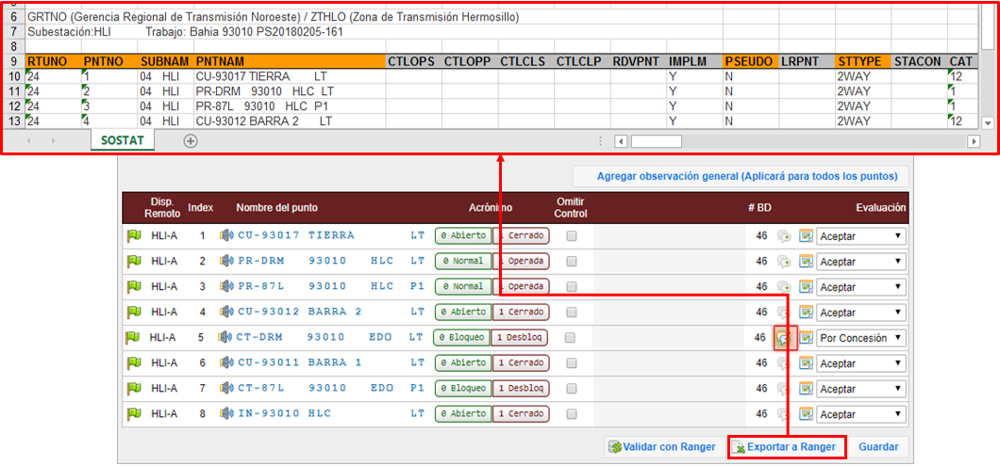 6 GRTNO (Gerencia Regional de Transmisión Noroeste) / ZTHLO (Zona de Transmisión Hermosillo)
7 Subestación:HLI Trabajo: Bahia 93010 PS20180205-161
8
9 RTUNO PNTNO SUBNAM PNTNAM CTLOPS CTLOPP CTLCLS CTLCLP RDVPNT IMPLM PSEUDO LRPNT STTYPE STACON CAT
10 24 1 04 HLI CU-93017 TIERRA LT Y N 2WAY 12
11 24 2 04 HLI PR-DRM 93010 HLC LT Y N 2WAY 1
12 24 3 04 HLI PR-87L 93010 HLC P1 Y N 2WAY 1
13 24 4 04 HLI CU-93012 BARRA 2 LT Y N 2WAY 12
SOSTAT
Agregar observación general (Aplicará para todos los puntos)
Disp. Remoto Index Nombre del punto Acrónimo Omitir Control # BD Evaluación
HLI-A 1 CU-93017 TIERRA LT 0 Abierto 1 Cerrado 46 Aceptar
HLI-A 2 PR-DRM 93010 HLC LT 0 Normal 1 Operada 46 Aceptar
HLI-A 3 PR-87L 93010 HLC P1 0 Normal 1 Operada 46 Aceptar
HLI-A 4 CU-93012 BARRA 2 LT 0 Abierto 1 Cerrado 46 Aceptar
HLI-A 5 CT-DRM 93010 EDO LT 0 Bloqueo 1 Desbloq 46 Por Concesión
HLI-A 6 CU-93011 BARRA 1 LT 0 Abierto 1 Cerrado 46 Aceptar
HLI-A 7 CT-87L 93010 EDO P1 0 Bloqueo 1 Desbloq 46 Aceptar
HLI-A 8 IN-93010 HLC LT 0 Abierto 1 Cerrado 46 Aceptar
Validar con Ranger Exportar a Ranger Guardar